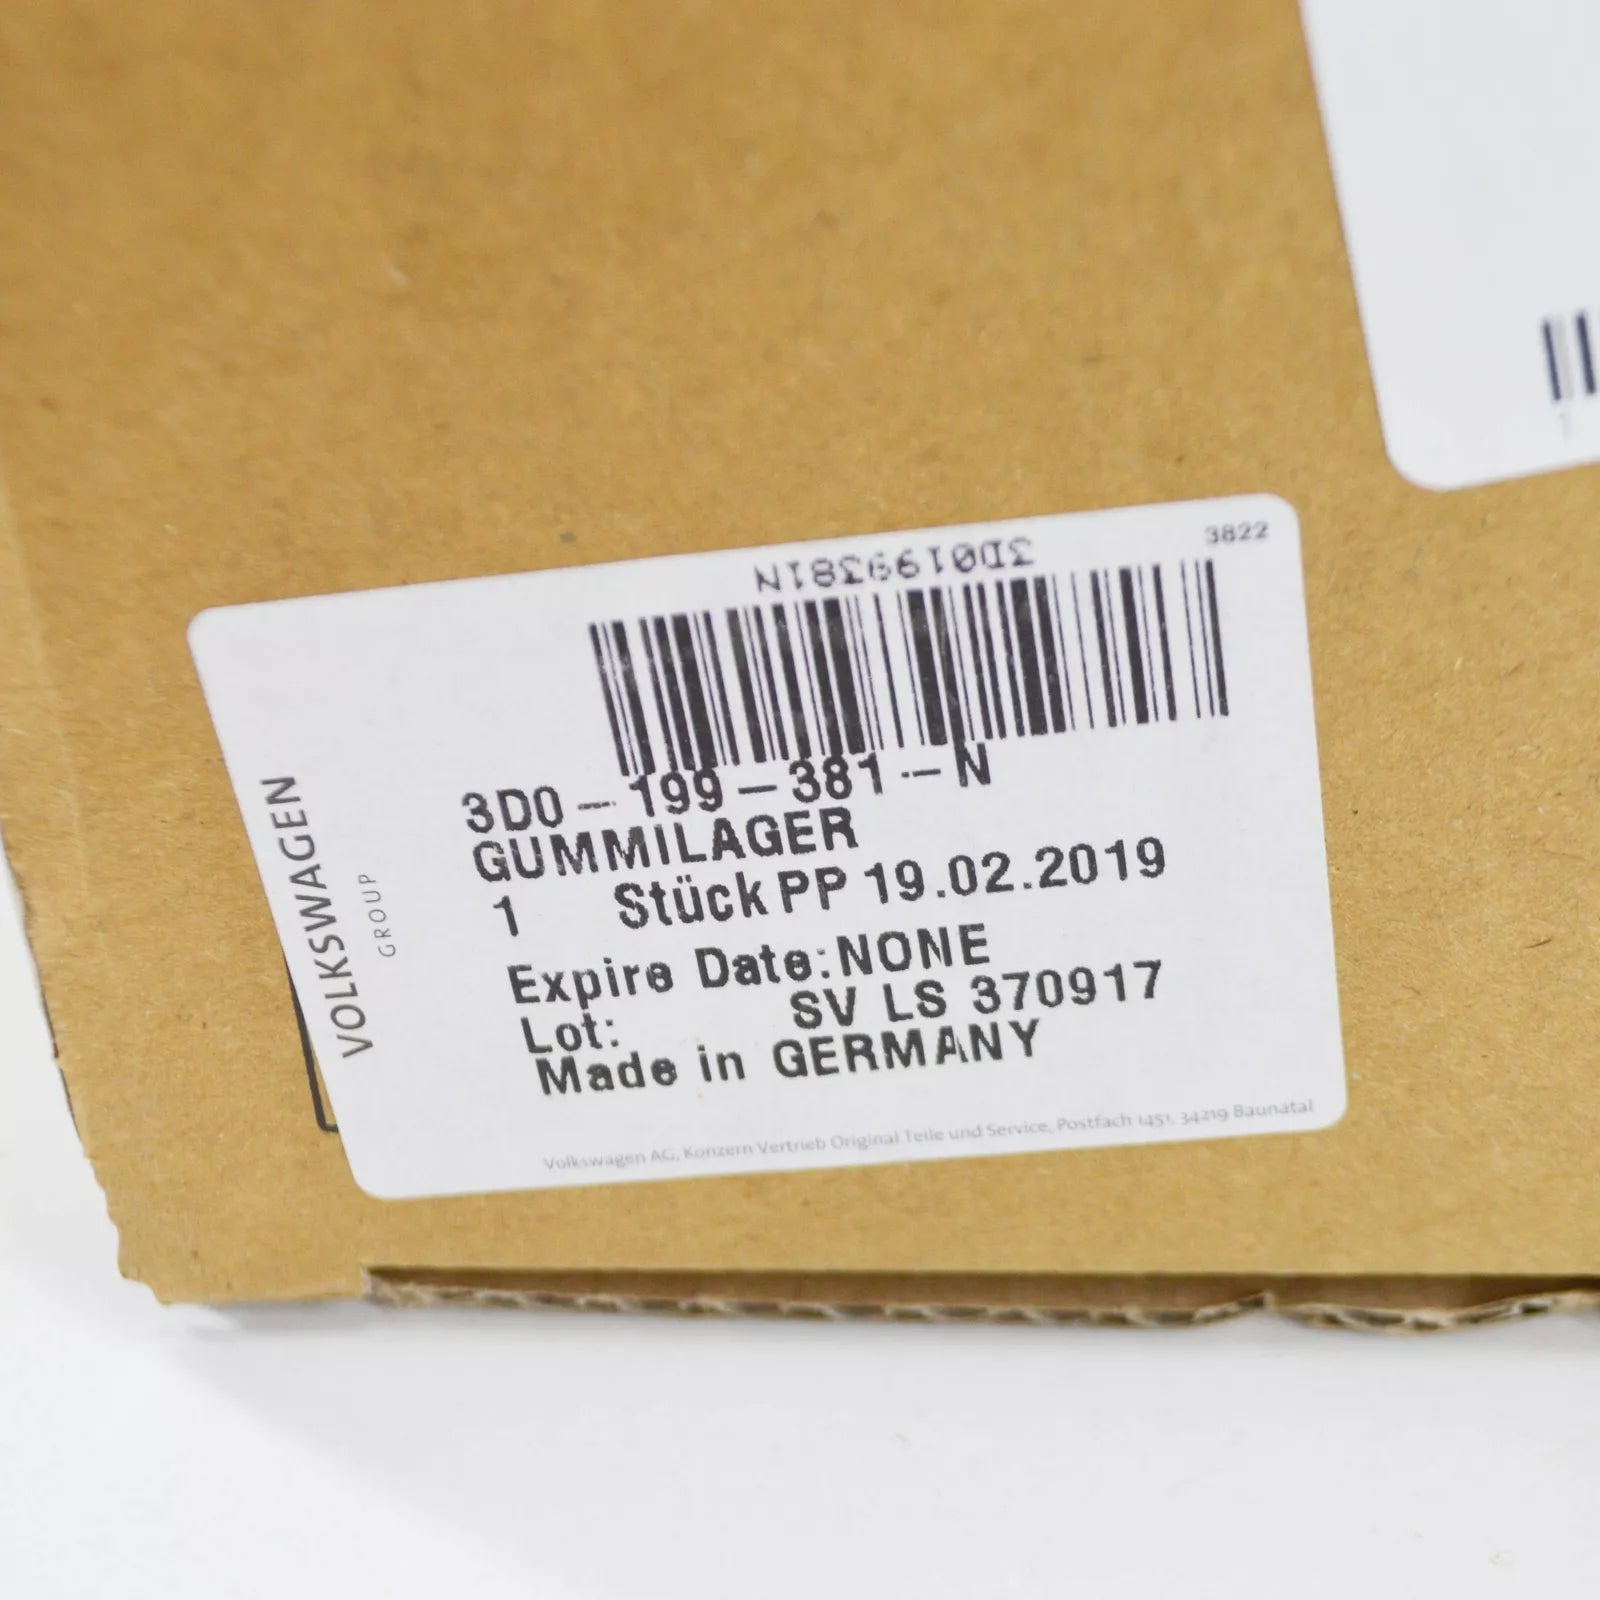 3822
3D0199381N
3D0-199-381-N
GUMMILAGER
1 Stück PP 19.02.2019
Expire Date:NONE
Lot: SV LS 370917
Made in GERMANY
VOLKSWAGEN
GROUP
Volkswagen AG, Konzern Vertrieb Original Teile und Service, Postfach 1451, 34219 Baunatal